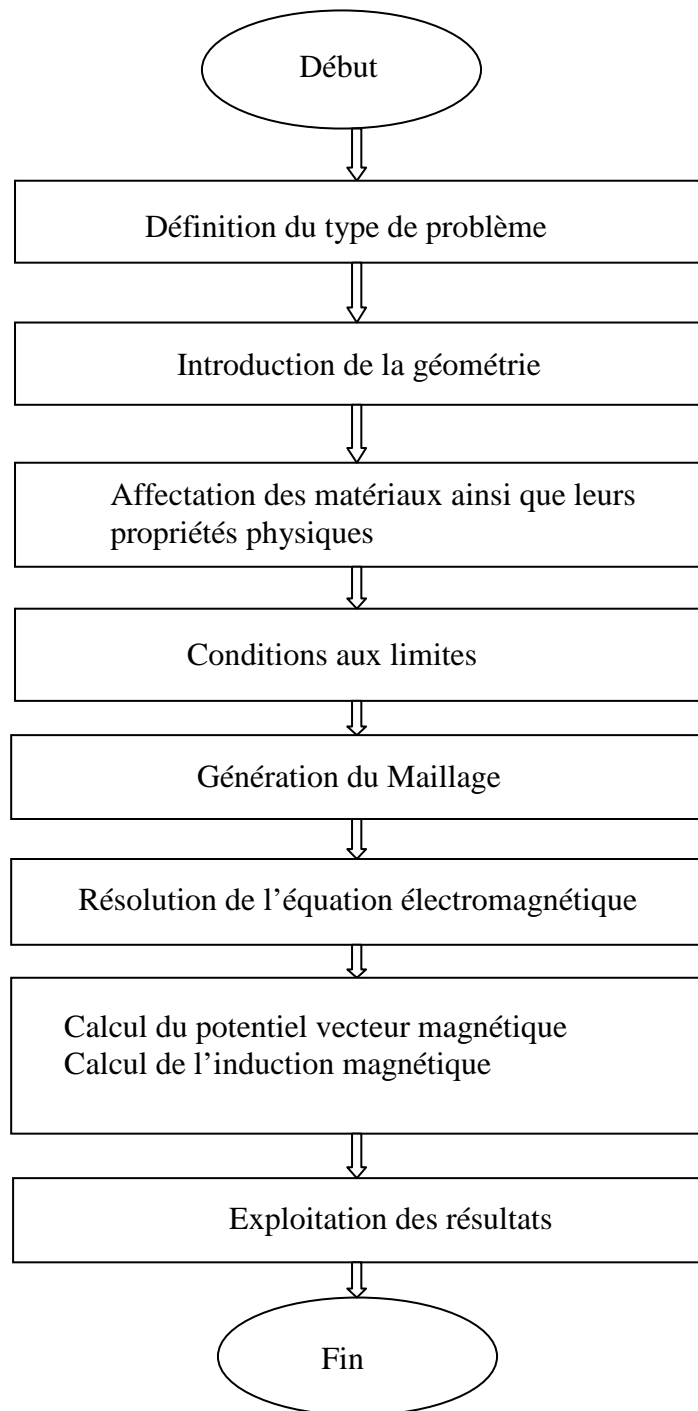 Début
Définition du type de problème
Introduction de la géométrie
Affectation des matériaux ainsi que leurs
propriétés physiques
Conditions aux limites
Génération du Maillage
Résolution de l’équation électromagnétique
Calcul du potentiel vecteur magnétique
Calcul de l’induction magnétique
Exploitation des résultats
Fin